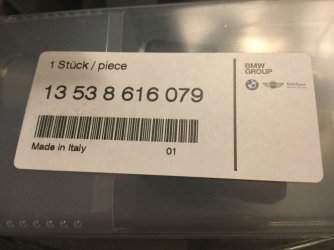 1 Stück / piece
BMW
GROUP
13 53 8 616 079
Made in Italy
01